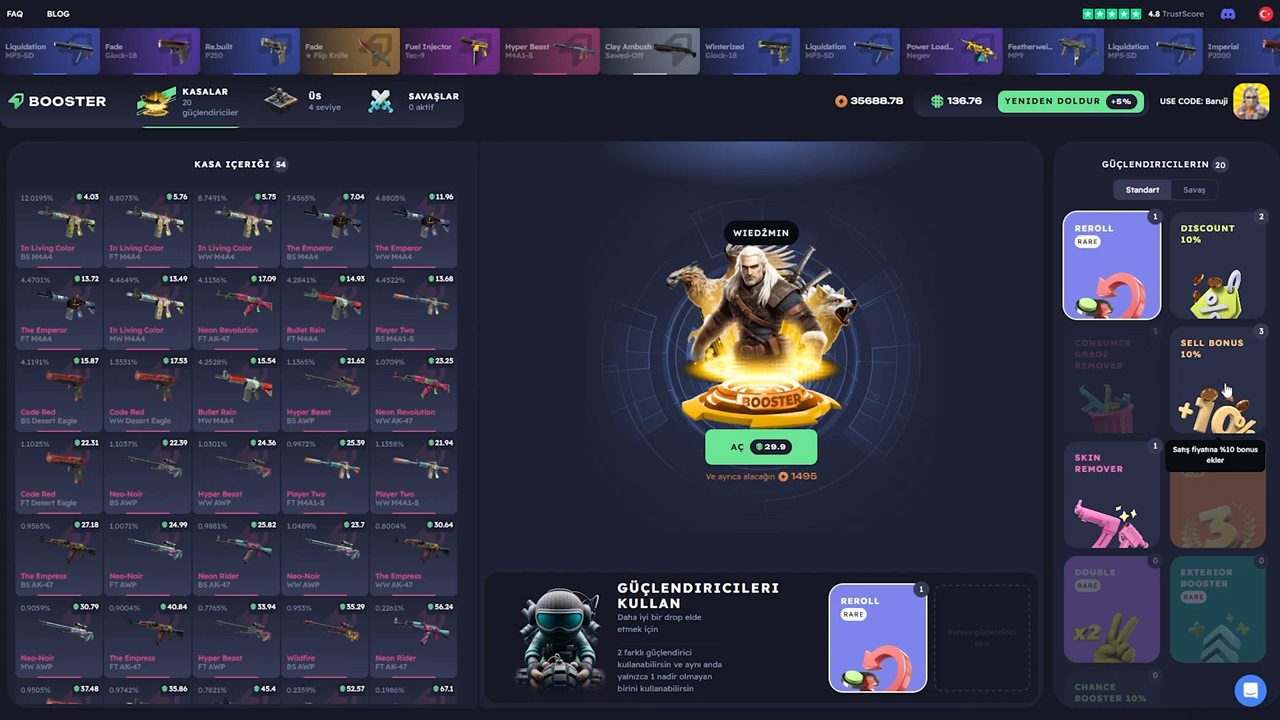 FAQ
BLOG
4.8 TrustScore
Liquidation
MP5-SD
Fade
Glock-18
Re.built
P250
Fade
★ Flip Knife
Fuel Injector
Tec-9
Hyper Beast
M4A1-S
Clay Ambush
Sawed-Off
Winterized
Glock-18
Liquidation
MP5-SD
Power Load...
Negev
Featherwei...
MP9
Liquidation
MP5-SD
Imperial
P2000
BOOSTER
KASALAR
20
güçlendiriciler
ÜS
4 seviye
SAVAŞLAR
0 aktif
35688.78
136.76
YENIDEN DOLDUR +5%
USE CODE: Baruji
KASA IÇERIĞI 54
12.0195% 4.03
In Living Color
BS M4A4
8.8073% 5.76
In Living Color
FT M4A4
8.7491% 5.75
In Living Color
WW M4A4
7.4565% 7.04
The Emperor
BS M4A4
4.8805% 11.96
The Emperor
WW M4A4
4.4701% 13.72
The Emperor
FT M4A4
4.4649% 13.49
In Living Color
MW M4A4
4.1136% 17.09
Neon Revolution
FT AK-47
4.2841% 14.93
Bullet Rain
FT M4A4
4.4522% 13.68
Player Two
BS M4A1-S
4.1191% 15.87
Code Red
BS Desert Eagle
1.3531% 17.53
Code Red
WW Desert Eagle
4.2528% 15.54
Bullet Rain
MW M4A4
1.1365% 21.62
Hyper Beast
BS AWP
1.0709% 23.25
Neon Revolution
WW AK-47
1.1025% 22.31
Code Red
FT Desert Eagle
1.1037% 22.39
Neo-Noir
BS AWP
1.0301% 24.36
Hyper Beast
WW AWP
0.9972% 25.39
Player Two
FT M4A1-S
1.1358% 21.94
Player Two
WW M4A1-S
0.9565% 27.18
The Empress
BS AK-47
1.0071% 24.99
Neo-Noir
FT AWP
0.9881% 25.82
Neon Rider
BS AK-47
1.0489% 23.7
Neo-Noir
WW AWP
0.8004% 30.64
The Empress
WW AK-47
0.9059% 30.79
Neo-Noir
MW AWP
0.9004% 40.84
The Empress
FT AK-47
0.7765% 33.94
Hyper Beast
FT AWP
0.953% 35.29
Wildfire
BS AWP
0.2261% 56.24
Neon Rider
FT AK-47
0.9505% 37.48
0.9742% 35.86
0.7821% 45.4
0.2359% 52.57
0.1986% 67.1
WIEDŹMIN
BOOSTER
AÇ 29.9
Ve ayrıca alacağın 1495
GÜÇLENDIRICILERI
KULLAN
Daha iyi bir drop elde
etmek için
2 farklı güçlendirici
kullanabilirsin ve aynı anda
yalnızca 1 nadir olmayan
birini kullanabilirsin
REROLL
RARE
1
Buraya güçlendirici
ekle
GÜÇLENDIRICILERIN 20
Standart
Savaş
REROLL
RARE
1
DISCOUNT
10%
2
CONSUMER
GRADE
REMOVER
3
SELL BONUS
10%
3
+10%
SKIN
REMOVER
1
Satış fiyatına %10 bonus
ekler
3
DOUBLE
RARE
0
x2
EXTERIOR
BOOSTER
RARE
0
CHANCE
BOOSTER 10%
0